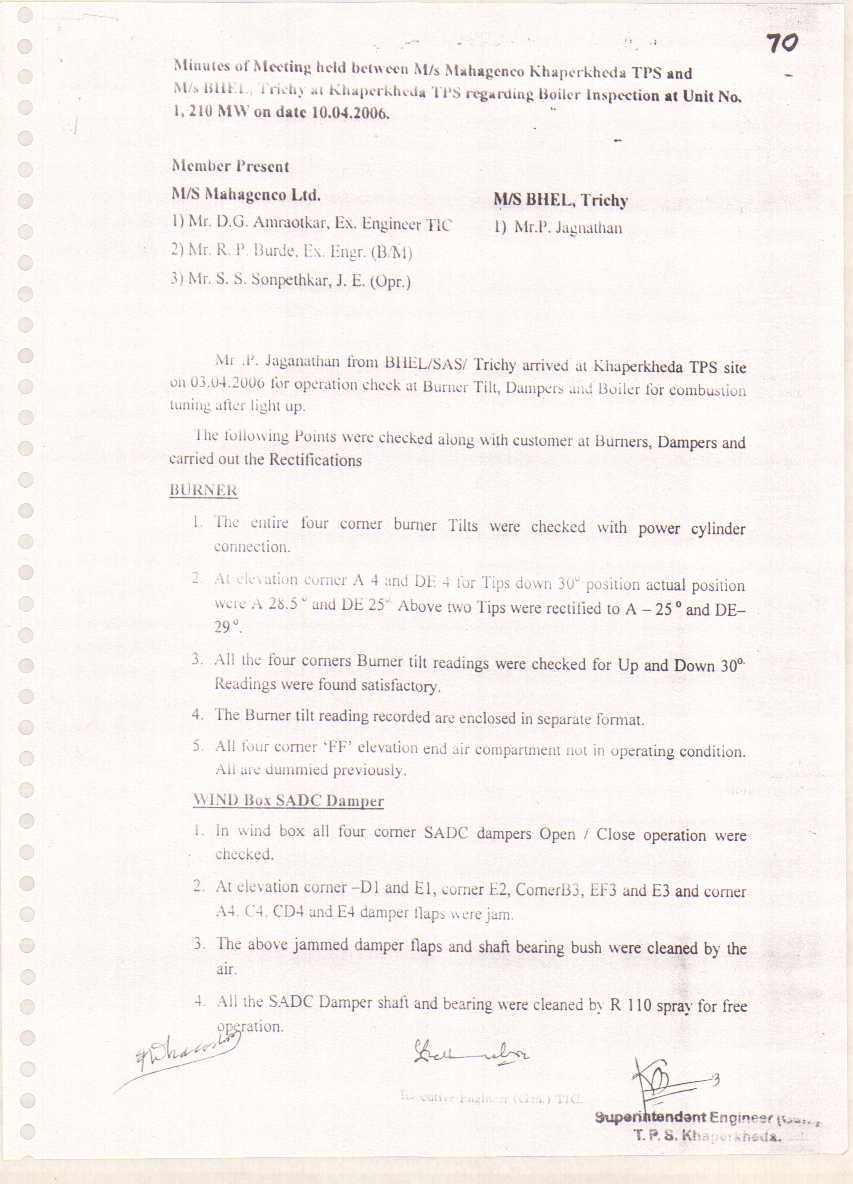 70
Minutes of Meeting held between M/s Mahagenco Khaperkheda TPS and
M/s BHEL, Trichy at Khaperkheda TPS regarding Boiler Inspection at Unit No.
1, 210 MW on date 10.04.2006.
Member Present
M/S Mahagenco Ltd.
M/S BHEL, Trichy
1) Mr. D.G. Amraotkar, Ex. Engineer TIC
1) Mr.P. Jagnathan
2) Mr. R. P. Burde, Ex. Engr. (B/M)
3) Mr. S. S. Sonpethkar, J. E. (Opr.)
Mr .P. Jaganathan from BHEL/SAS/ Trichy arrived at Khaperkheda TPS site
on 03.04.2006 for operation check at Burner Tilt, Dampers and Boiler for combustion
tuning after light up.
The following Points were checked along with customer at Burners, Dampers and
carried out the Rectifications
BURNER
1. The entire four corner burner Tilts were checked with power cylinder
connection.
2. At elevation corner A 4 and DE 4 for Tips down 30° position actual position
were A 28.5 ° and DE 25° Above two Tips were rectified to A – 25 ° and DE–
29 °.
3. All the four corners Burner tilt readings were checked for Up and Down 30°.
Readings were found satisfactory.
4. The Burner tilt reading recorded are enclosed in separate format.
5. All four corner ‘FF’ elevation end air compartment not in operating condition.
All are dummied previously.
WIND Box SADC Damper
1. In wind box all four corner SADC dampers Open / Close operation were
checked.
2. At elevation corner –D1 and E1, corner E2, CornerB3, EF3 and E3 and corner
A4, C4, CD4 and E4 damper flaps were jam.
3. The above jammed damper flaps and shaft bearing bush were cleaned by the
air.
4. All the SADC Damper shaft and bearing were cleaned by R 110 spray for free
operation.
Executive Engineer TIC.
Superintendent Engineer
T. P. S. Khaperkheda.